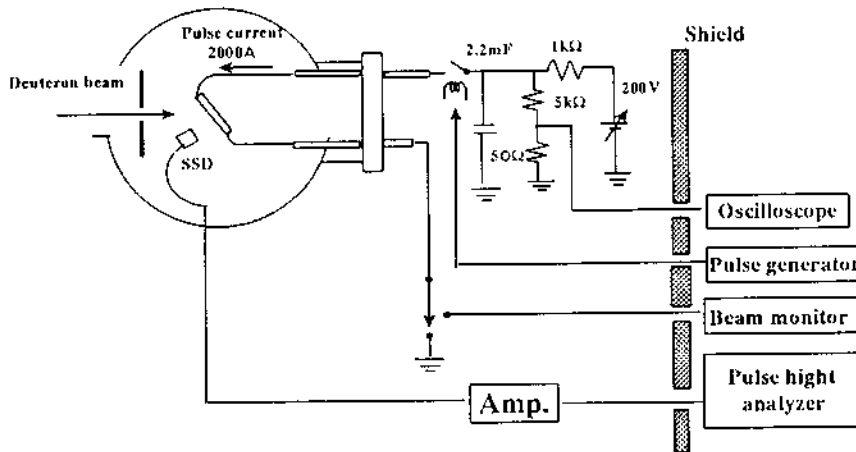 Pulse current
2000A
Deuterun beam
SSD
2.2mF
1kΩ
5kΩ
50Ω
200V
Shield
Oscilloscope
Pulse generator
Beam monitor
Amp.
Pulse hight
analyzer